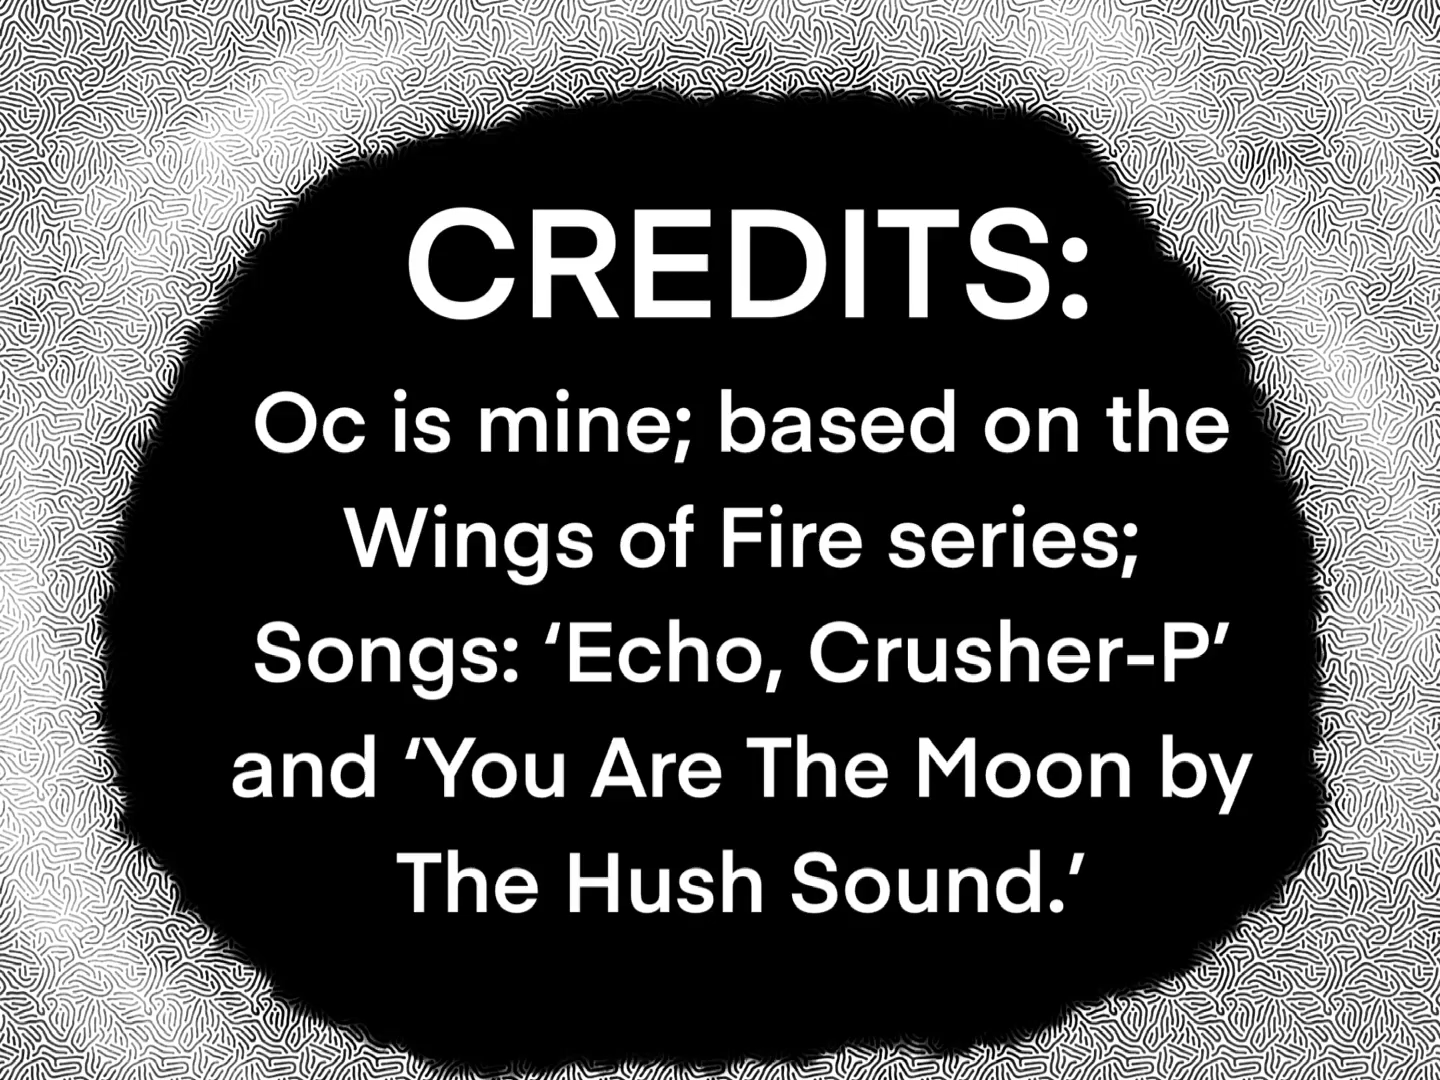 CREDITS:
Oc is mine; based on the
Wings of Fire series;
Songs: ‘Echo, Crusher-P’
and ‘You Are The Moon by
The Hush Sound.’